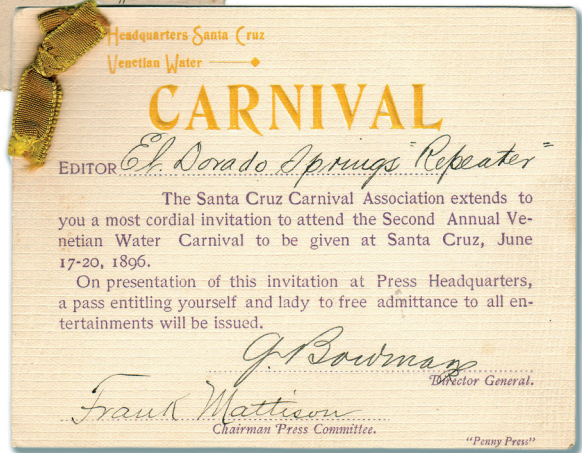 Headquarters Santa Cruz
Venetian Water
CARNIVAL
EDITOR El Dorado Springs "Repeater"
The Santa Cruz Carnival Association extends to
you a most cordial invitation to attend the Second Annual Ve-
netian Water Carnival to be given at Santa Cruz, June
17-20, 1896.
On presentation of this invitation at Press Headquarters,
a pass entitling yourself and lady to free admittance to all en-
tertainments will be issued.
G. Bowman
Director General.
Frank Mattison
Chairman Press Committee.
"Penny Press"